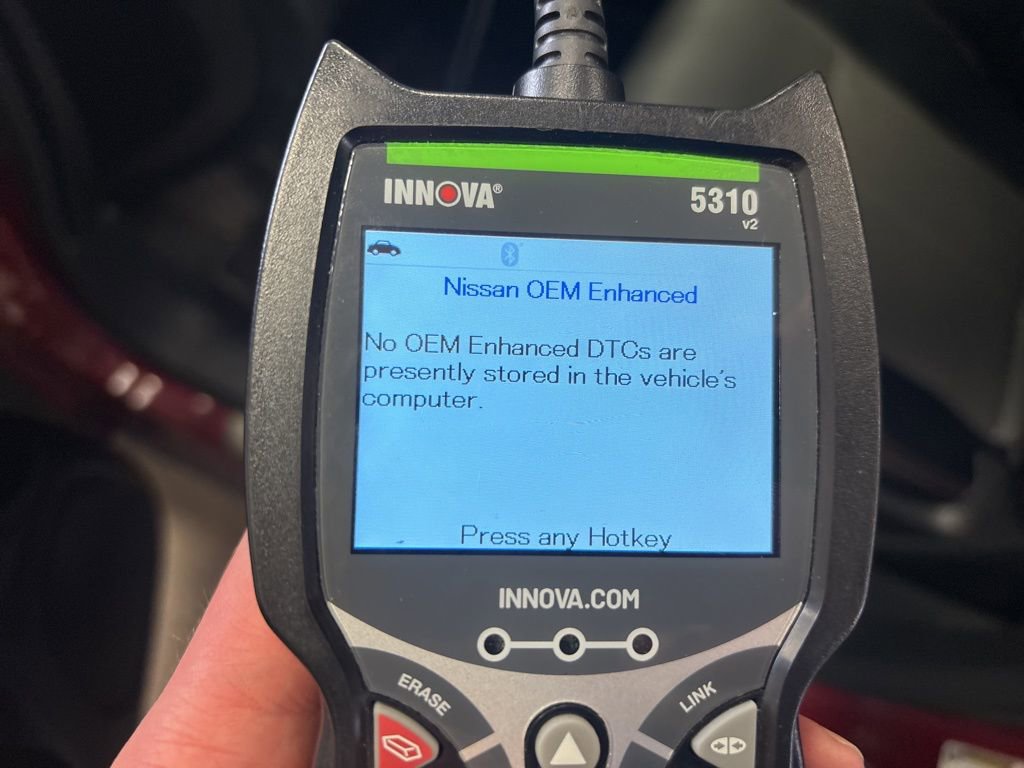 INNOVA®
5310
v2
Nissan OEM Enhanced
No OEM Enhanced DTCs are
presently stored in the vehicle's
computer.
Press any Hotkey
INNOVA.COM
ERASE
LINK